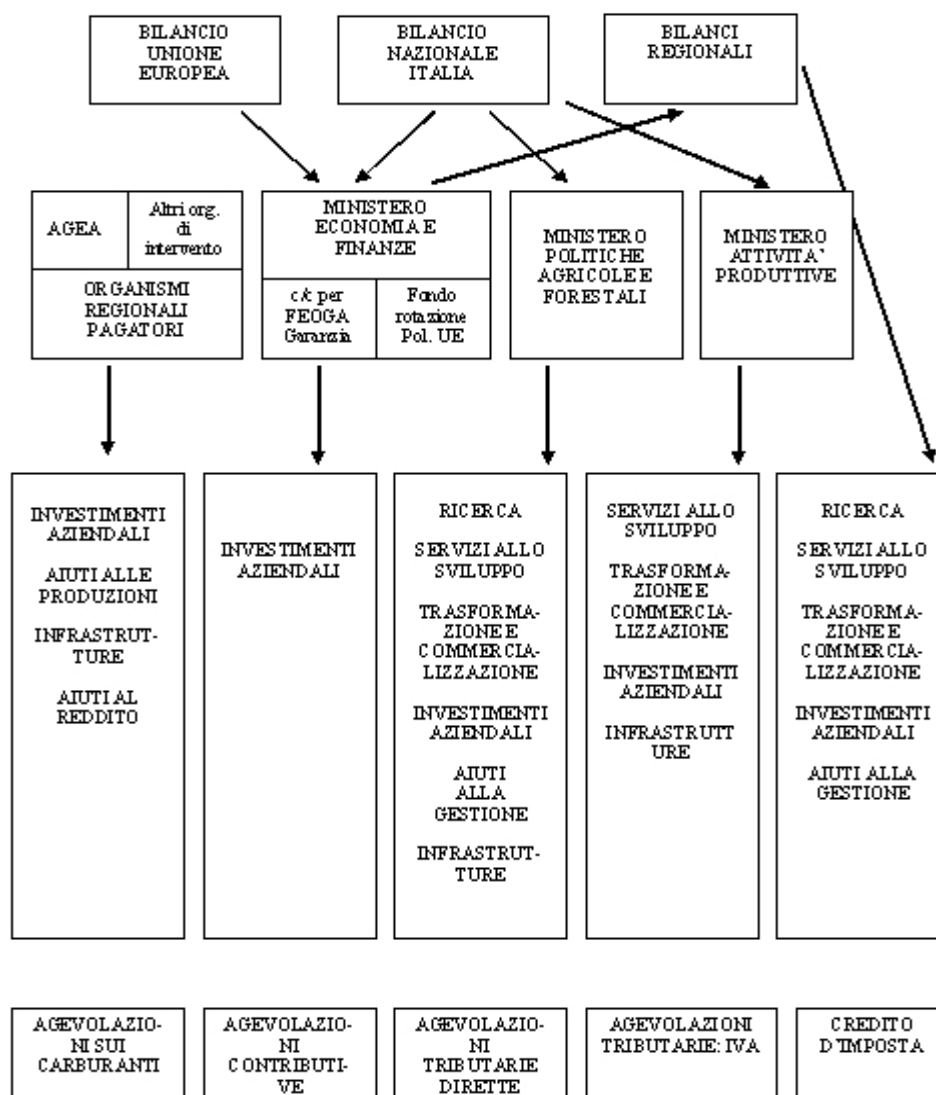 BILANCIO
UNIONE
EUROPEA
BILANCIO
NAZIONALE
ITALIA
BILANCI
REGIONALI
AGEA
Altri org.
di
intervento
ORGANISMI
REGIONALI
PAGATORI
MINISTERO
ECONOMIA E
FINANZE
c/c per
FEOGA
Garanzia
Fondo
rotazione
Pol. UE
MINISTERO
POLITICHE
AGRICOLE E
FORESTALI
MINISTERO
ATTIVITA'
PRODUTTIVE
INVESTIMENTI
AZIENDALI
AIUTI ALLE
PRODUZIONI
INFRASTRUT-
TURE
AIUTI AL
REDDITO
INVESTIMENTI
AZIENDALI
RICERCA
SERVIZI ALLO
SVILUPPO
TRASFORMA-
ZIONE E
COMMERCIA-
LIZZAZIONE
INVESTIMENTI
AZIENDALI
AIUTI
ALLA
GESTIONE
INFRASTRUT-
TURE
SERVIZI ALLO
SVILUPPO
TRASFORMA-
ZIONE E
COMMERCIA-
LIZZAZIONE
INVESTIMENTI
AZIENDALI
INFRASTRUTT
URE
RICERCA
SERVIZI ALLO
SVILUPPO
TRASFORMA-
ZIONE E
COMMERCIA-
LIZZAZIONE
INVESTIMENTI
AZIENDALI
AIUTI ALLA
GESTIONE
AGEVOLAZIO-
NI SUI
CARBURANTI
AGEVOLAZIO-
NI
CONTRIBUTI-
VE
AGEVOLAZIO-
NI
TRIBUTARIE
DIRETTE
AGEVOLAZIONI
TRIBUTARIE: IVA
CREDITO
D'IMPOSTA